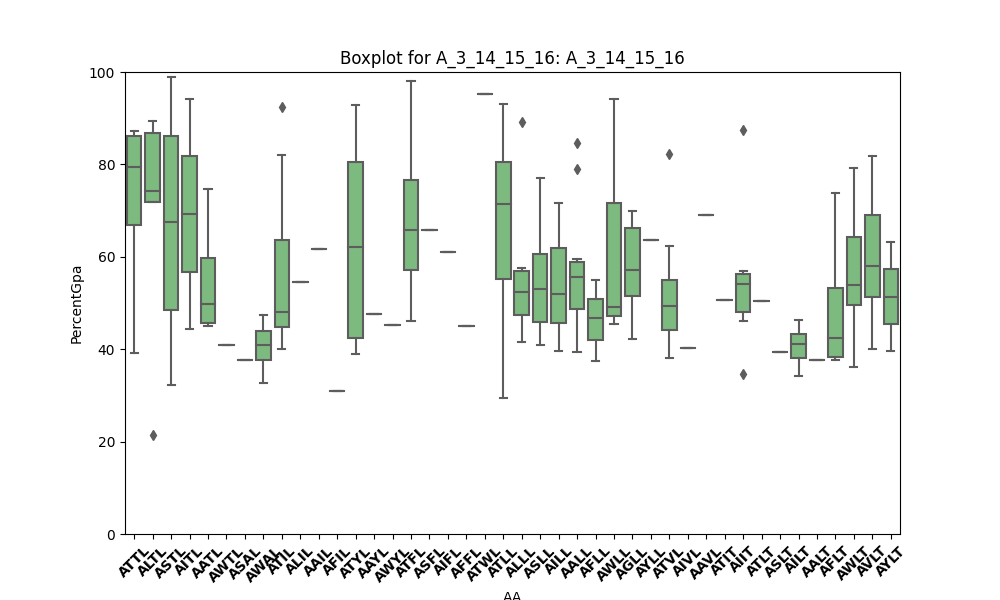 Boxplot for A_3_14_15_16: A_3_14_15_16
100
80
60
40
20
0
PercentGpa
ATTL
ALTL
ASTL
AITL
AATL
AWTL
ASAL
AWAL
ATIL
ALIL
AAIL
AFIL
ATYL
AAYL
AWYL
ATFL
ASFL
AIFL
AFFL
ATWL
ATLL
ALLL
ASLL
AILL
AALL
AFLL
AWLL
AGLL
AYLL
ATVL
AIVL
AAVL
ATIT
AIIT
ATLT
ASLT
AILT
AALT
AFLT
AWLT
AVLT
AYLT
AA